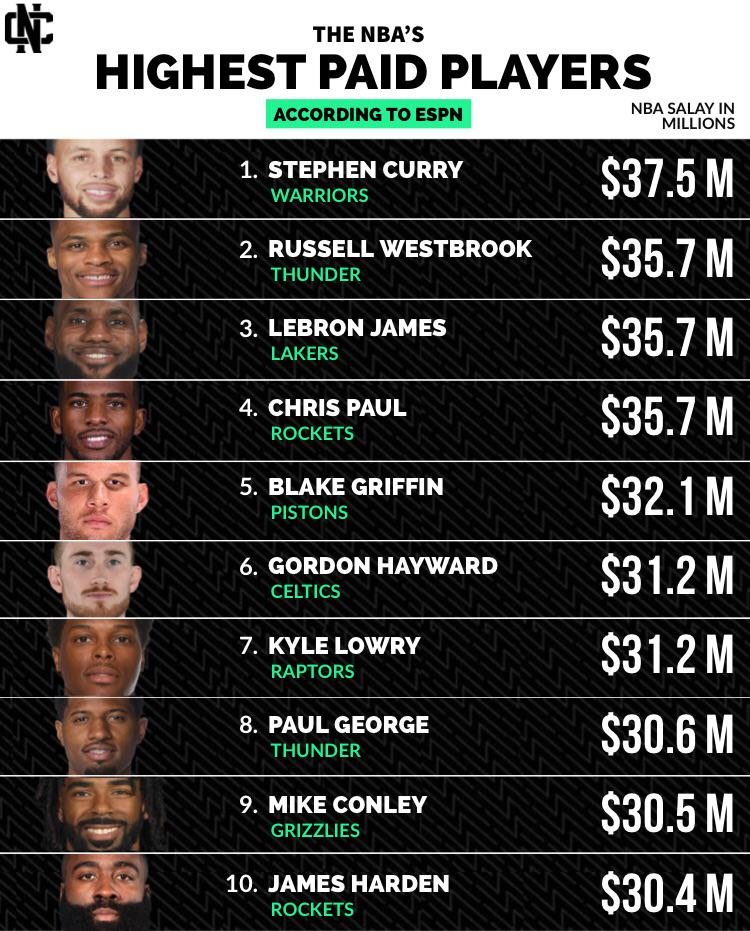 NC
THE NBA'S
HIGHEST PAID PLAYERS
ACCORDING TO ESPN
NBA SALAY IN
MILLIONS
1. STEPHEN CURRY
WARRIORS
$37.5 M
2. RUSSELL WESTBROOK
THUNDER
$35.7 M
3. LEBRON JAMES
LAKERS
$35.7 M
4. CHRIS PAUL
ROCKETS
$35.7 M
5. BLAKE GRIFFIN
PISTONS
$32.1 M
6. GORDON HAYWARD
CELTICS
$31.2 M
7. KYLE LOWRY
RAPTORS
$31.2 M
8. PAUL GEORGE
THUNDER
$30.6 M
9. MIKE CONLEY
GRIZZLIES
$30.5 M
10. JAMES HARDEN
ROCKETS
$30.4 M